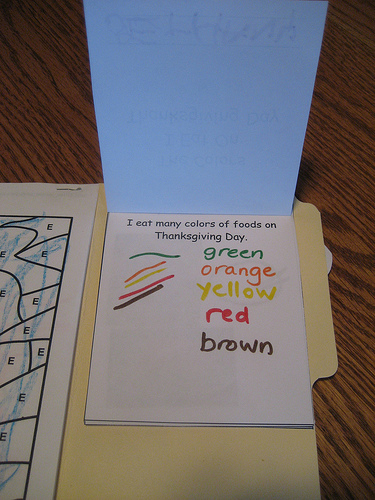 I eat many colors of foods on
Thanksgiving Day.
green
orange
yellow
red
brown
E
E
E
E
E
E
E
E
E